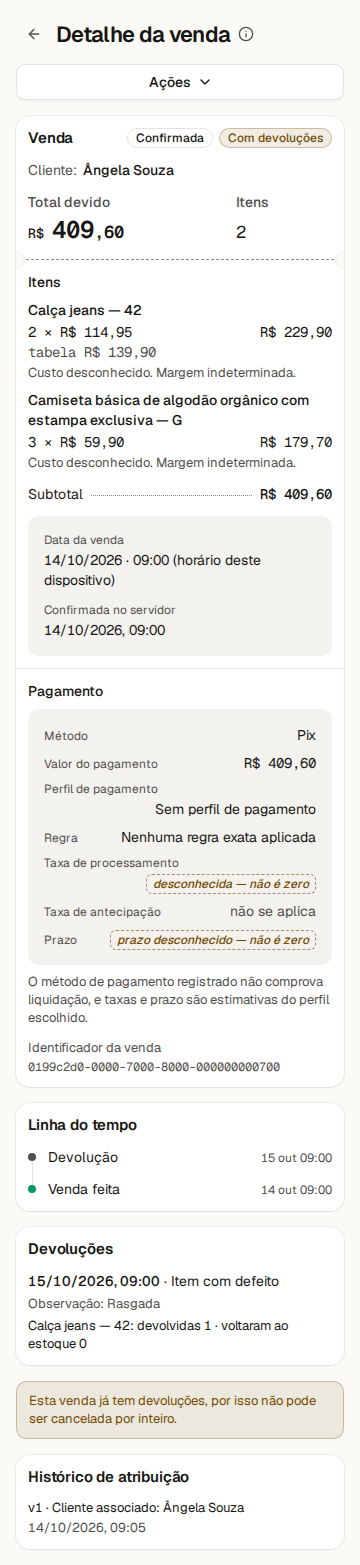 Detalhe da venda
Ações
Venda Confirmada Com devoluções
Cliente: Ângela Souza
Total devido Itens
R$ 409,60 2
Itens
Calça jeans — 42
2 × R$ 114,95 R$ 229,90
tabela R$ 139,90
Custo desconhecido. Margem indeterminada.
Camiseta básica de algodão orgânico com
estampa exclusiva — G
3 × R$ 59,90 R$ 179,70
Custo desconhecido. Margem indeterminada.
Subtotal R$ 409,60
Data da venda
14/10/2026 · 09:00 (horário deste
dispositivo)
Confirmada no servidor
14/10/2026, 09:00
Pagamento
Método Pix
Valor do pagamento R$ 409,60
Perfil de pagamento
Sem perfil de pagamento
Regra Nenhuma regra exata aplicada
Taxa de processamento
desconhecida — não é zero
Taxa de antecipação não se aplica
Prazo prazo desconhecido — não é zero
O método de pagamento registrado não comprova
liquidação, e taxas e prazo são estimativas do perfil
escolhido.
Identificador da venda
0199c2d0-0000-7000-8000-000000000700
Linha do tempo
Devolução 15 out 09:00
Venda feita 14 out 09:00
Devoluções
15/10/2026, 09:00 · Item com defeito
Observação: Rasgada
Calça jeans — 42: devolvidas 1 · voltaram ao
estoque 0
Esta venda já tem devoluções, por isso não pode
ser cancelada por inteiro.
Histórico de atribuição
v1 · Cliente associado: Ângela Souza
14/10/2026, 09:05